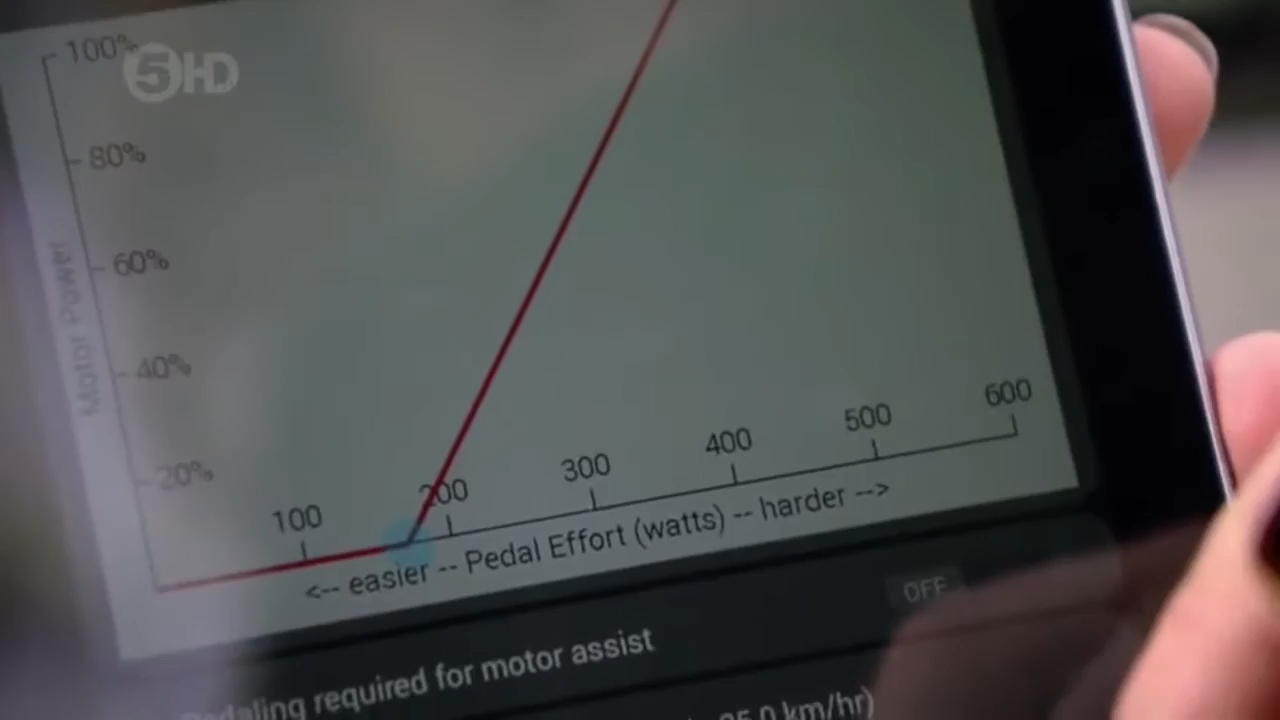 100%
5HD
80%
60%
40%
20%
Motor Power
100
200
300
400
500
600
<-- easier -- Pedal Effort (watts) -- harder -->
OFF
Pedaling required for motor assist
km/hr)